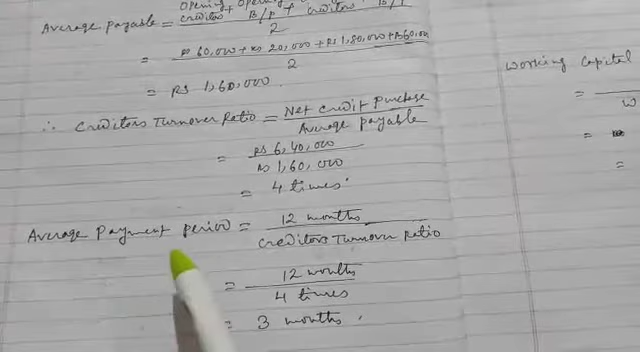 Opening Opening
Average Payable = Creditor + B/P + Creditor. B/P
2
= Rs 60,000 + Rs 20,000 + Rs 1,80,000 + Rs 60,000
2
= Rs 1,60,000.
∴ Creditors Turnover Ratio = Net Credit Purchase
Average Payable
= Rs 6,40,000
Rs 1,60,000
= 4 times.
Average Payment Period = 12 months
Creditors Turnover Ratio
= 12 months
4 times
= 3 months.
Working Capital
=
W
=
=